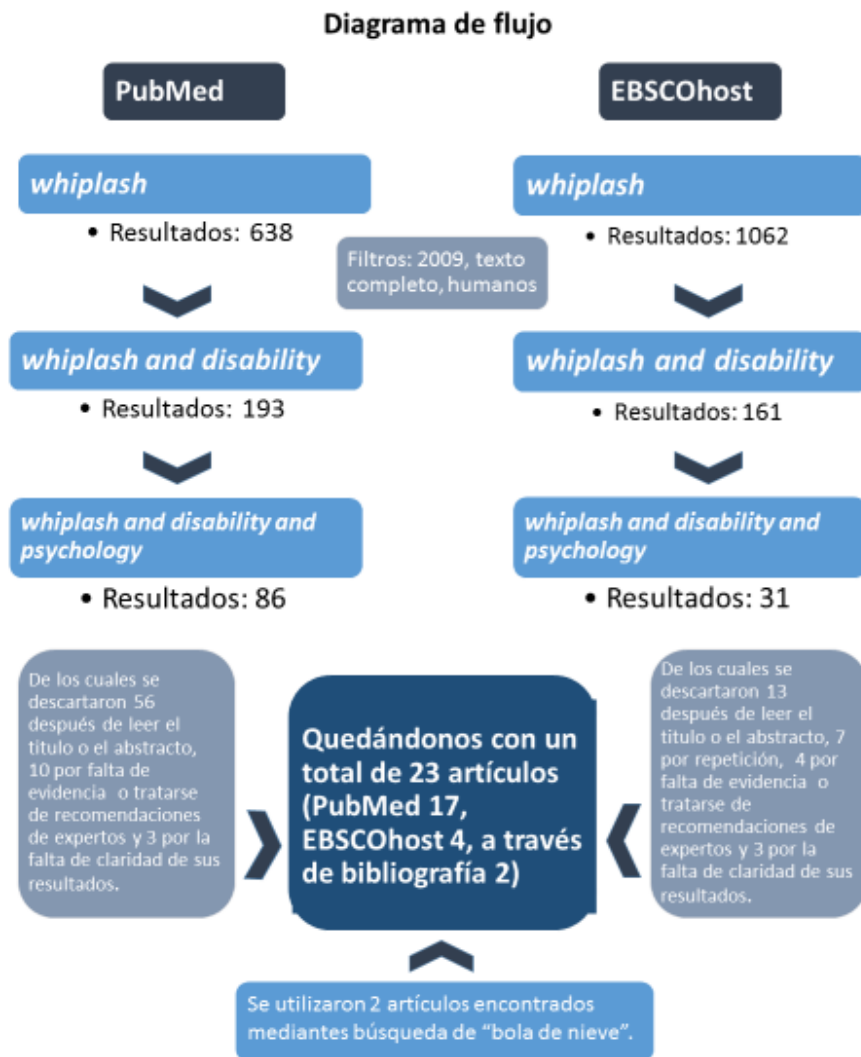 Diagrama de flujo
PubMed
EBSCOhost
whiplash
whiplash
• Resultados: 638
• Resultados: 1062
Filtros: 2009, texto
completo, humanos
whiplash and disability
whiplash and disability
• Resultados: 193
• Resultados: 161
whiplash and disability and
psychology
whiplash and disability and
psychology
• Resultados: 86
• Resultados: 31
De los cuales se
descartaron 56
después de leer el
titulo o el abstracto,
10 por falta de
evidencia o tratarse
de recomendaciones
de expertos y 3 por la
falta de claridad de sus
resultados.
Quedándonos con un
total de 23 artículos
(PubMed 17,
EBSCOhost 4, a través
de bibliografía 2)
De los cuales se
descartaron 13
después de leer el
titulo o el abstracto, 7
por repetición, 4 por
falta de evidencia o
tratarse de
recomendaciones de
expertos y 3 por la
falta de claridad de sus
resultados.
Se utilizaron 2 artículos encontrados
mediantes búsqueda de “bola de nieve”.